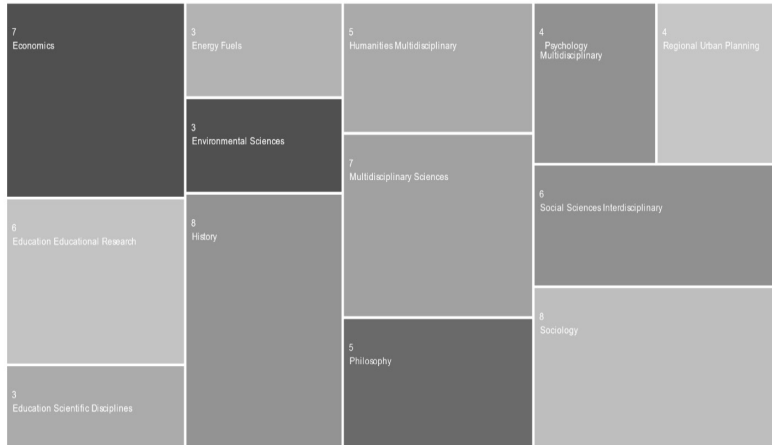 7
Economics
6
Education Educational Research
3
Education Scientific Disciplines
3
Energy Fuels
3
Environmental Sciences
8
History
5
Humanities Multidisciplinary
7
Multidisciplinary Sciences
5
Philosophy
4
Psychology
Multidisciplinary
4
Regional Urban Planning
6
Social Sciences Interdisciplinary
8
Sociology